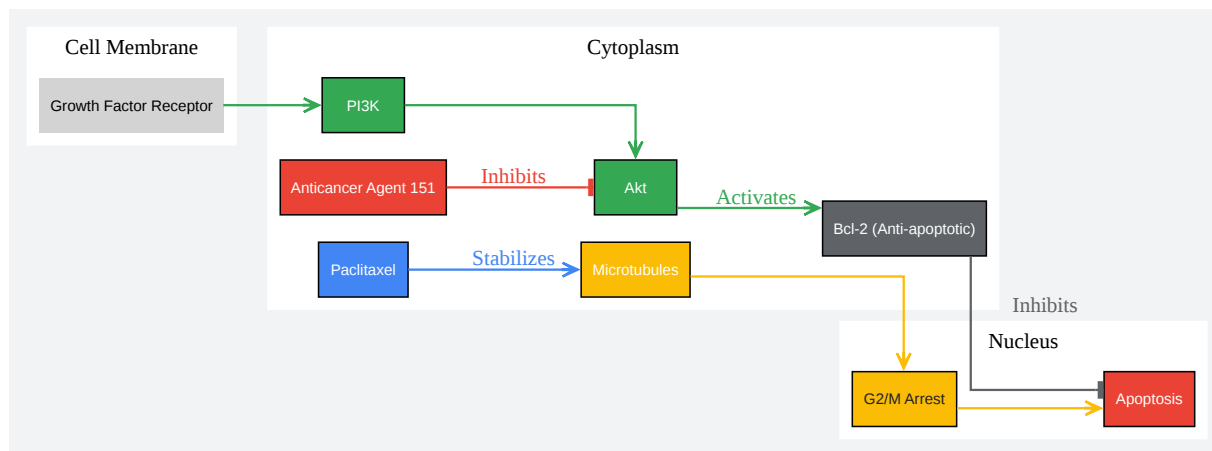 Cell Membrane
Cytoplasm
Growth Factor Receptor
PI3K
Anticancer Agent 151
Inhibits
Akt
Activates
Bcl-2 (Anti-apoptotic)
Paclitaxel
Stabilizes
Microtubules
Inhibits
Nucleus
G2/M Arrest
Apoptosis